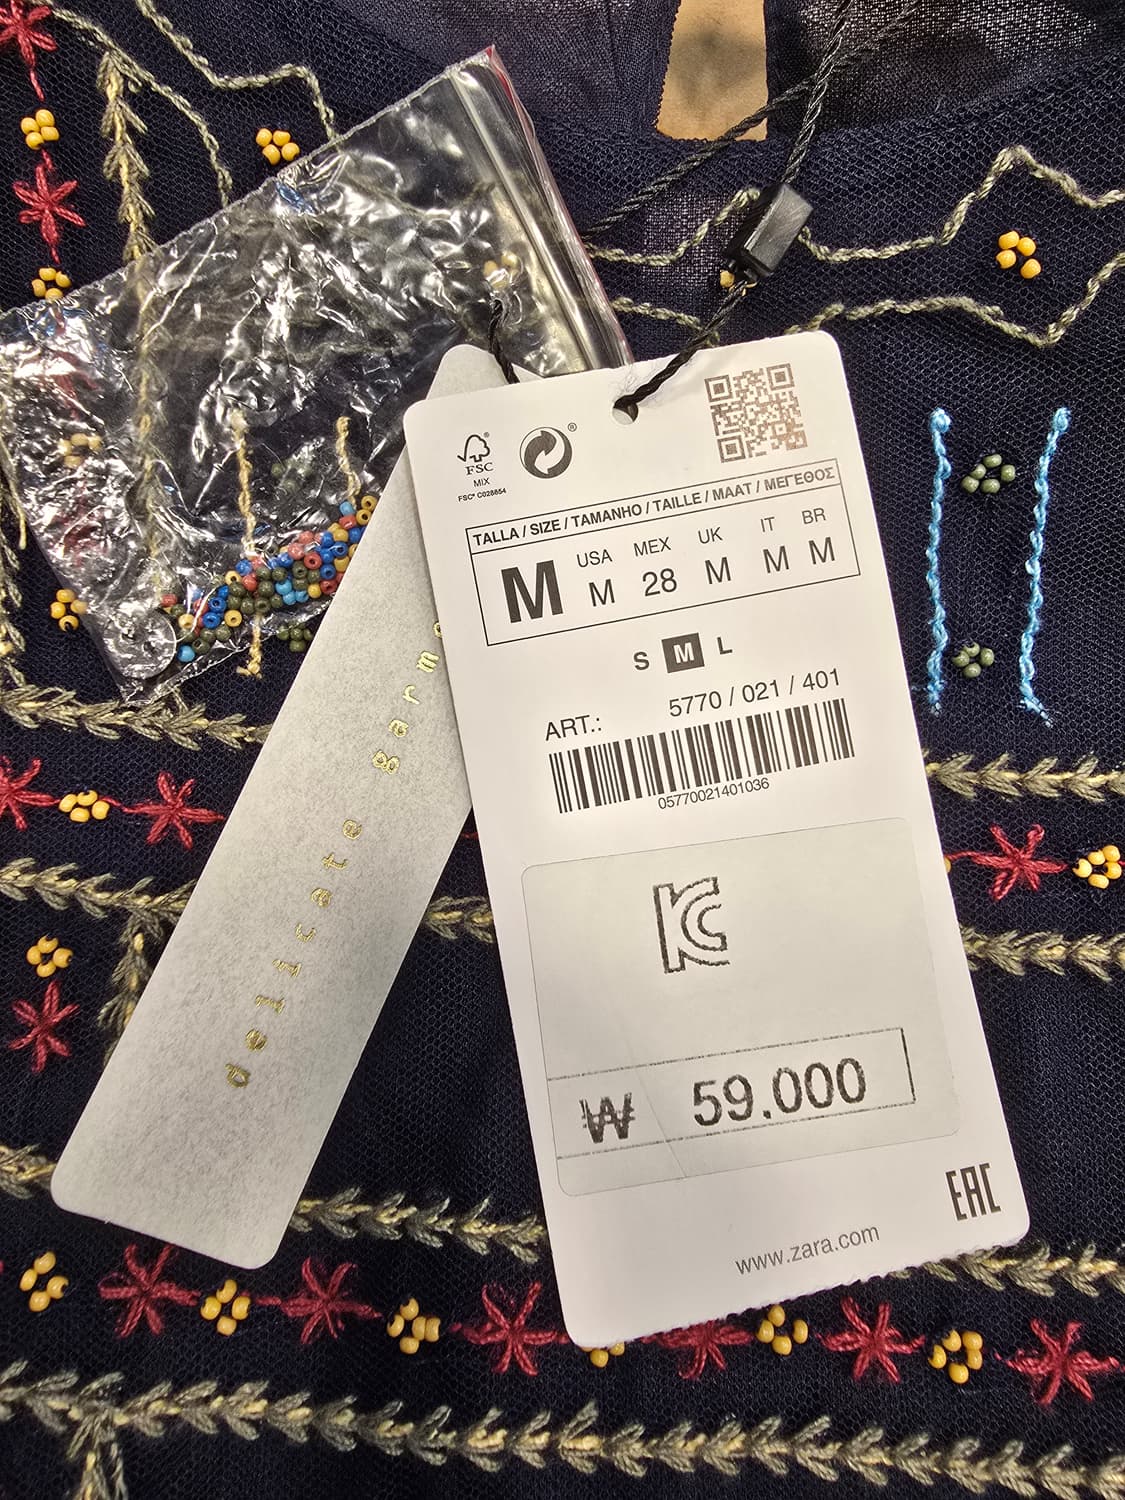 FSC
MIX
FSC® C028654
®
TALLA / SIZE / TAMANHO / TAILLE / MAAT / ΜΕΓΕΘΟΣ
M
USA
M
MEX
28
UK
M
IT
M
BR
M
S M L
ART.: 5770 / 021 / 401
05770021401036
₩ 59.000
EAC
www.zara.com
delicate garme